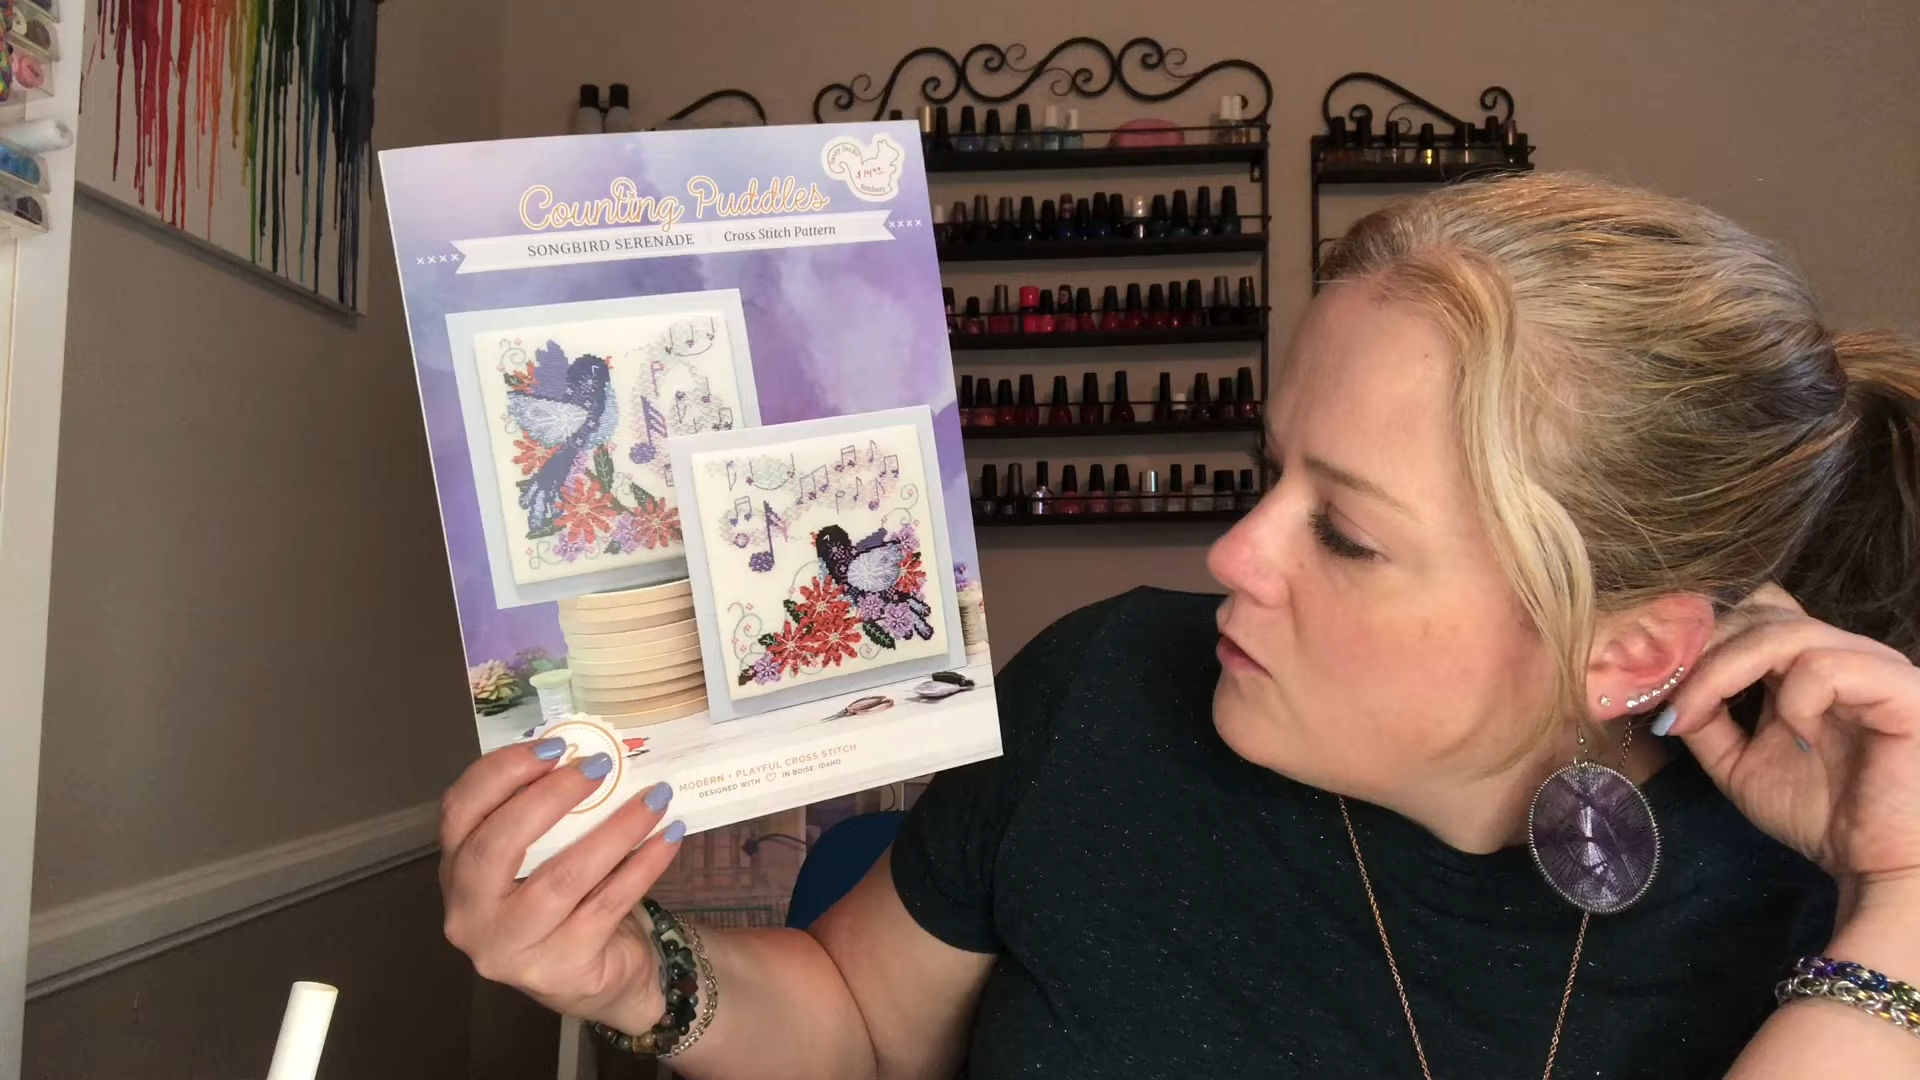 Counting Puddles
SONGBIRD SERENADE | Cross Stitch Pattern
MODERN • PLAYFUL CROSS STITCH
DESIGNED WITH ♡ IN BOISE, IDAHO